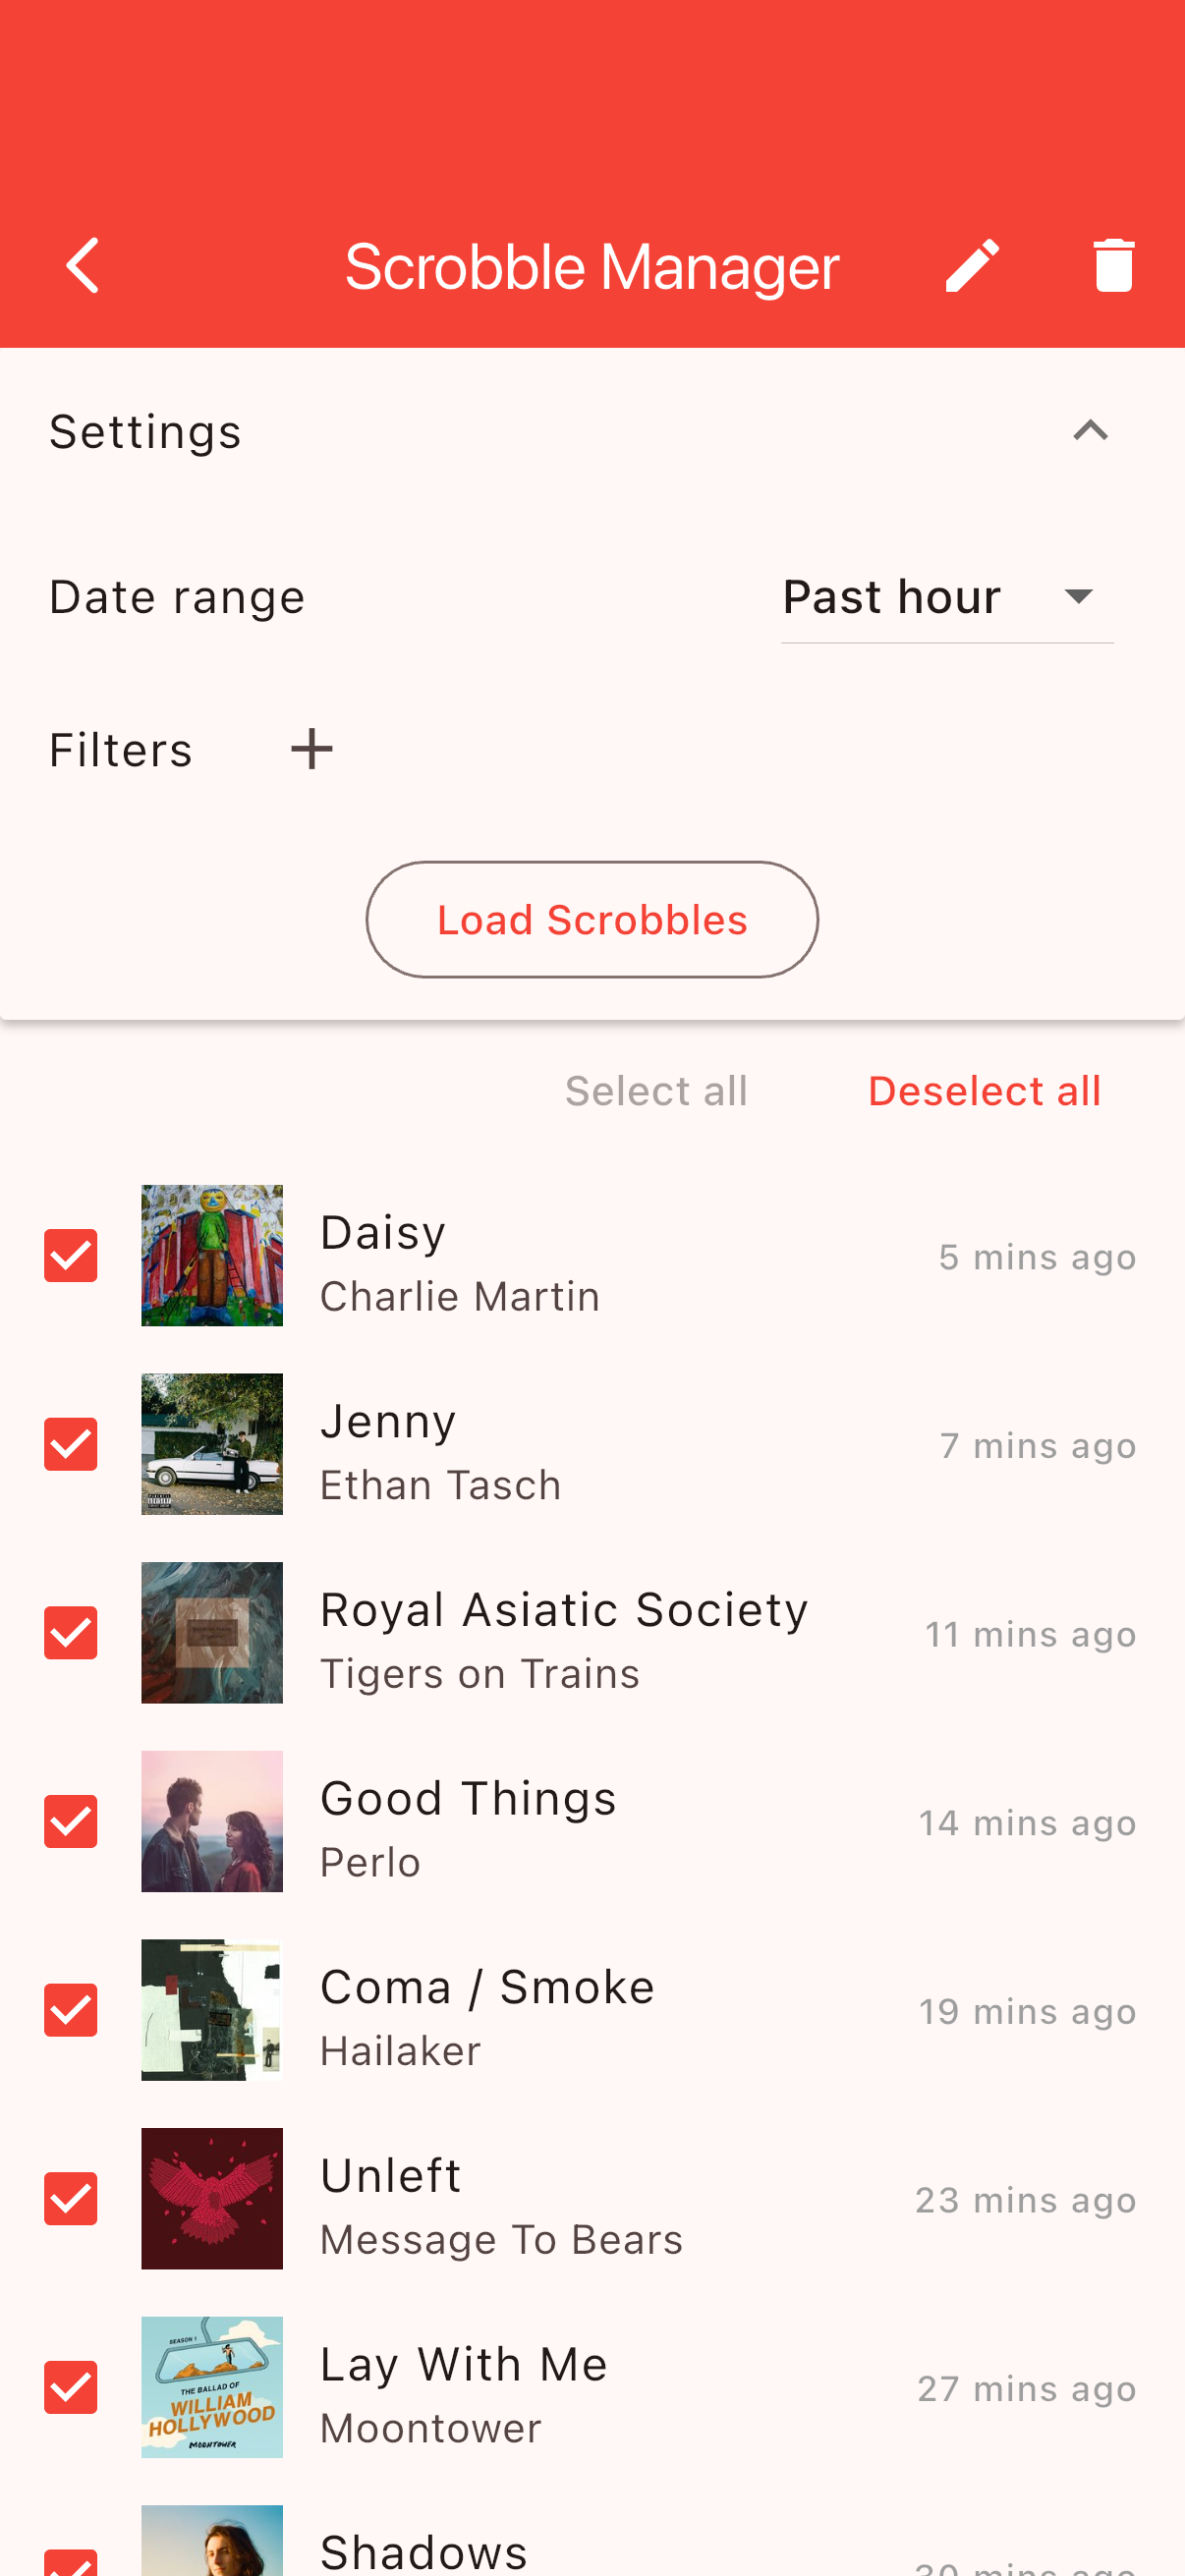 Scrobble Manager
Settings
Date range
Past hour
Filters
Load Scrobbles
Select all
Deselect all
Daisy
Charlie Martin
5 mins ago
Jenny
Ethan Tasch
7 mins ago
Royal Asiatic Society
Tigers on Trains
11 mins ago
Good Things
Perlo
14 mins ago
Coma / Smoke
Hailaker
19 mins ago
Unleft
Message To Bears
23 mins ago
SEASON 1
THE BALLAD OF
WILLIAM
HOLLYWOOD
MOONTOWER
Lay With Me
Moontower
27 mins ago
Shadows
30 mins ago